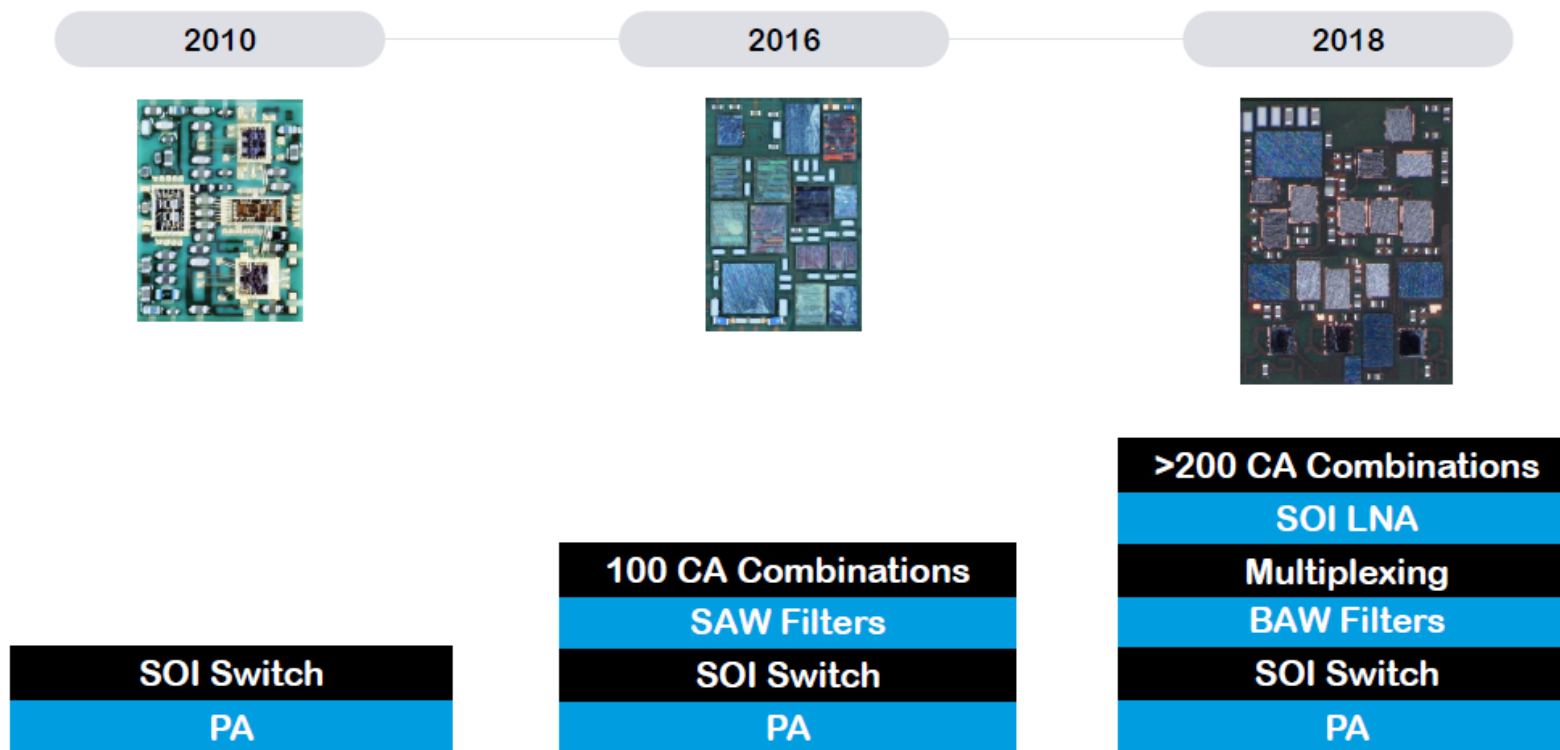 2010
2016
2018
SOI Switch
PA
100 CA Combinations
SAW Filters
SOI Switch
PA
>200 CA Combinations
SOI LNA
Multiplexing
BAW Filters
SOI Switch
PA